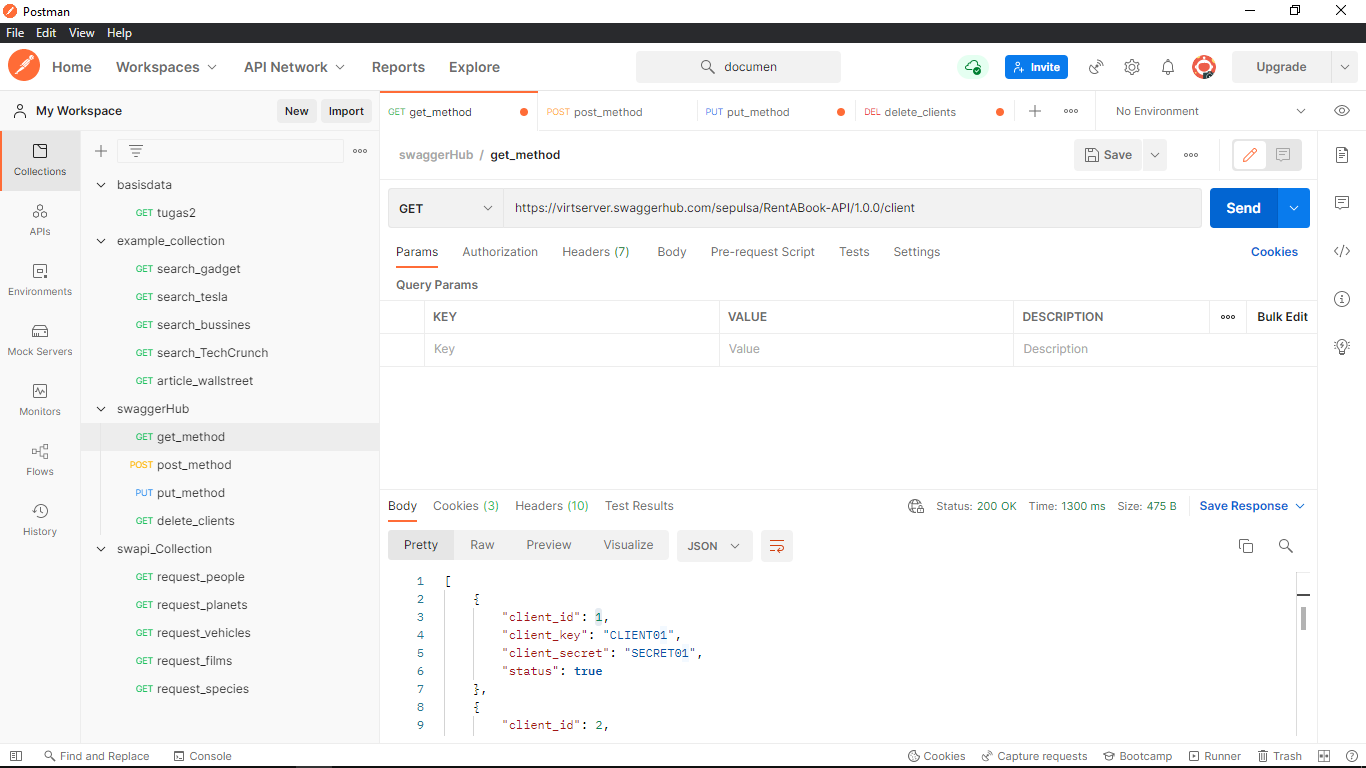 Postman
File Edit View Help
Home Workspaces API Network Reports Explore documen Invite Upgrade
My Workspace New Import
GET get_method POST post_method PUT put_method DEL delete_clients No Environment
Collections
APIs
Environments
Mock Servers
Monitors
Flows
History
basisdata
GET tugas2
example_collection
GET search_gadget
GET search_tesla
GET search_bussines
GET search_TechCrunch
GET article_wallstreet
swaggerHub
GET get_method
POST post_method
PUT put_method
GET delete_clients
swapi_Collection
GET request_people
GET request_planets
GET request_vehicles
GET request_films
GET request_species
swaggerHub / get_method Save
GET https://virtserver.swaggerhub.com/sepulsa/RentABook-API/1.0.0/client Send
Params Authorization Headers (7) Body Pre-request Script Tests Settings Cookies
Query Params
KEY VALUE DESCRIPTION Bulk Edit
Key Value Description
Body Cookies (3) Headers (10) Test Results Status: 200 OK Time: 1300 ms Size: 475 B Save Response
Pretty Raw Preview Visualize JSON
1 [
2 {
3 "client_id": 1,
4 "client_key": "CLIENT01",
5 "client_secret": "SECRET01",
6 "status": true
7 },
8 {
9 "client_id": 2,
Find and Replace Console Cookies Capture requests Bootcamp Runner Trash